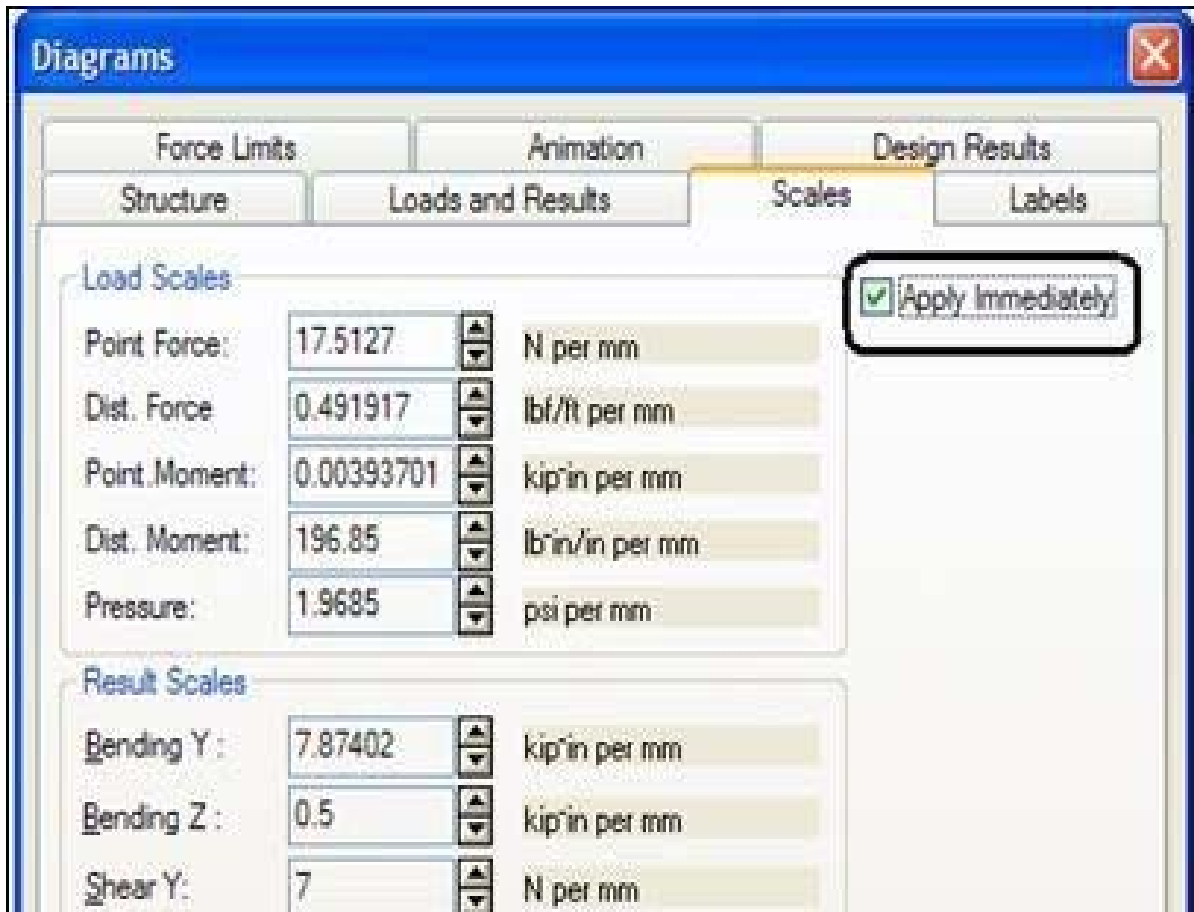 Diagrams
Force Limits Animation Design Results
Structure Loads and Results Scales Labels
Load Scales
Apply Immediately
Point Force: 17.5127 N per mm
Dist. Force 0.491917 lbf/ft per mm
Point.Moment: 0.00393701 kip-in per mm
Dist. Moment: 196.85 lb-in/in per mm
Pressure: 1.9685 psi per mm
Result Scales
Bending Y : 7.87402 kip-in per mm
Bending Z : 0.5 kip-in per mm
Shear Y: 7 N per mm